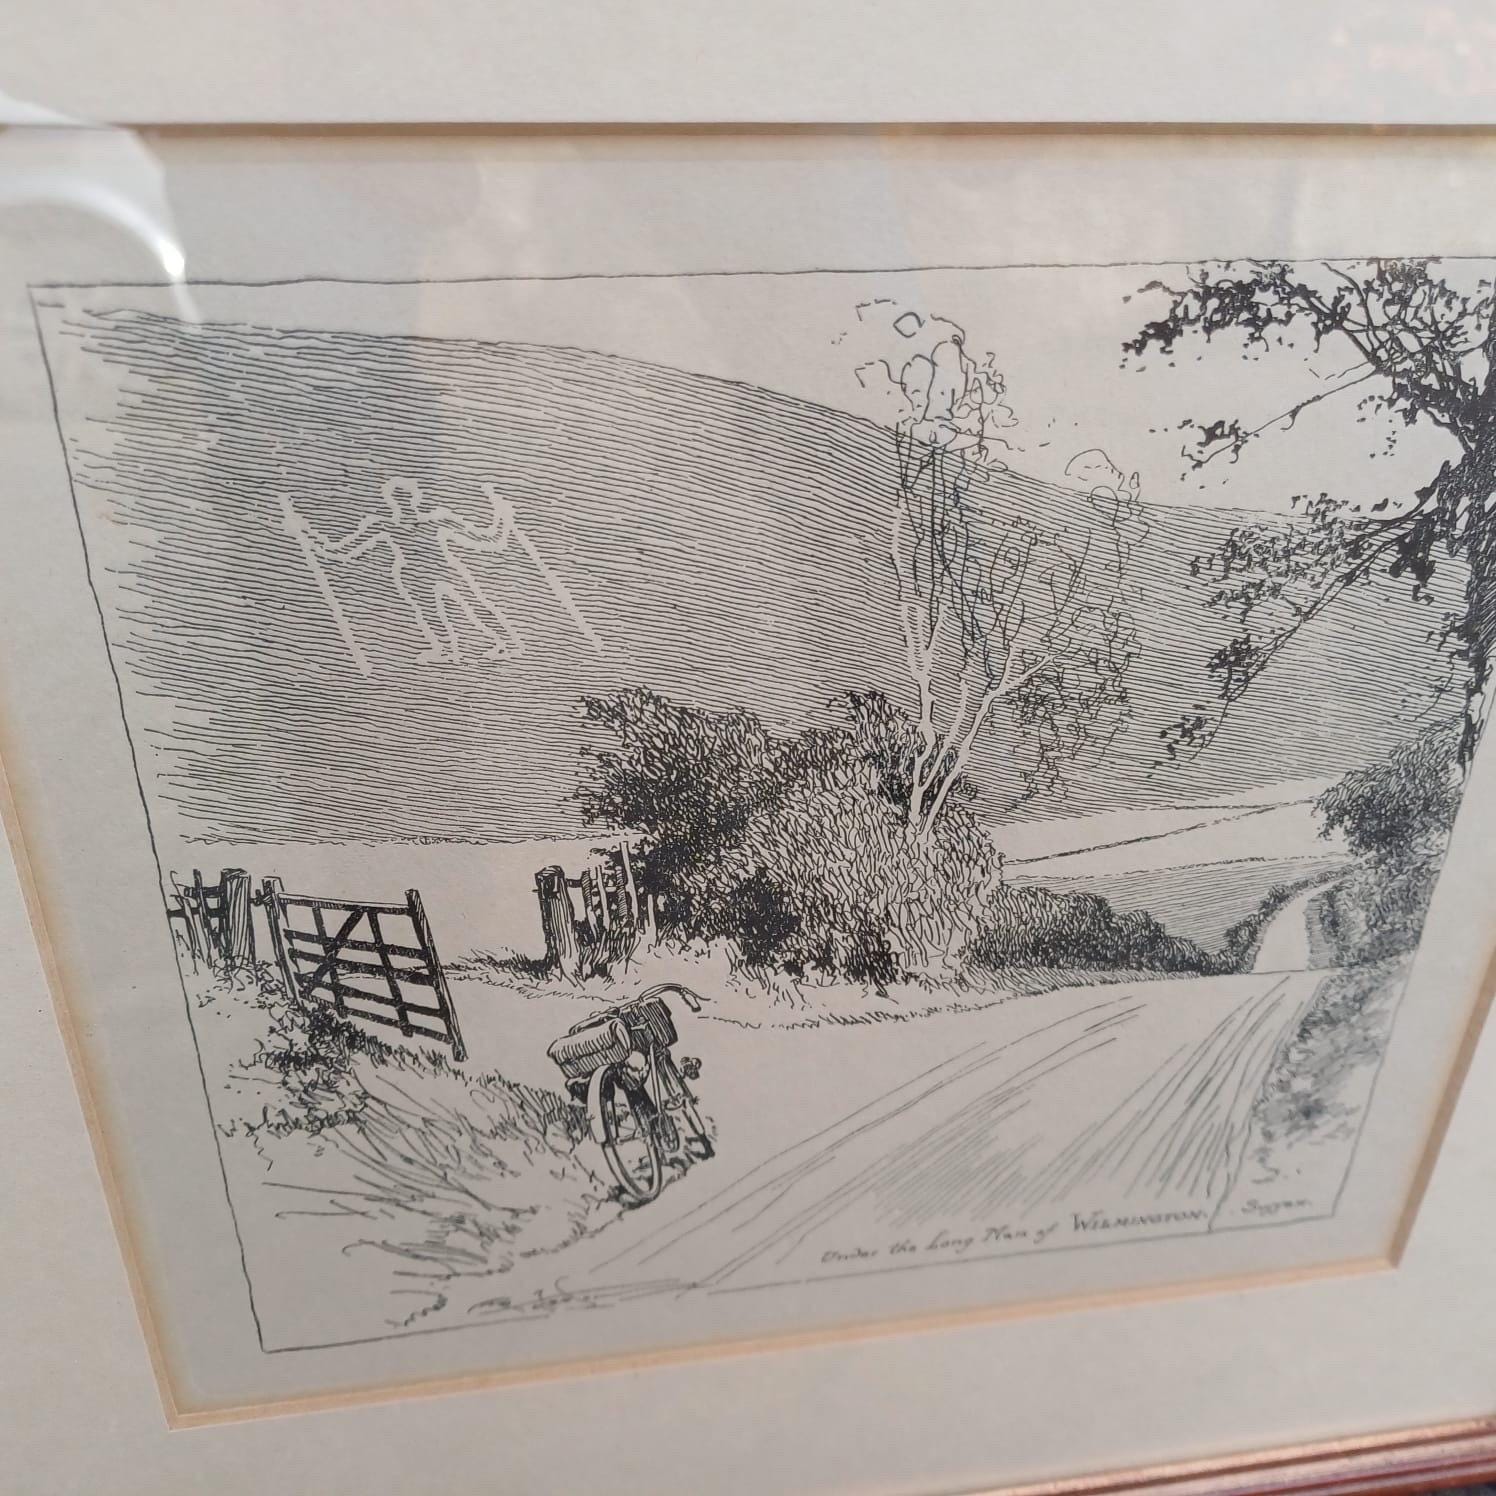 Under the Long Man of WILMINGTON. Sussex.